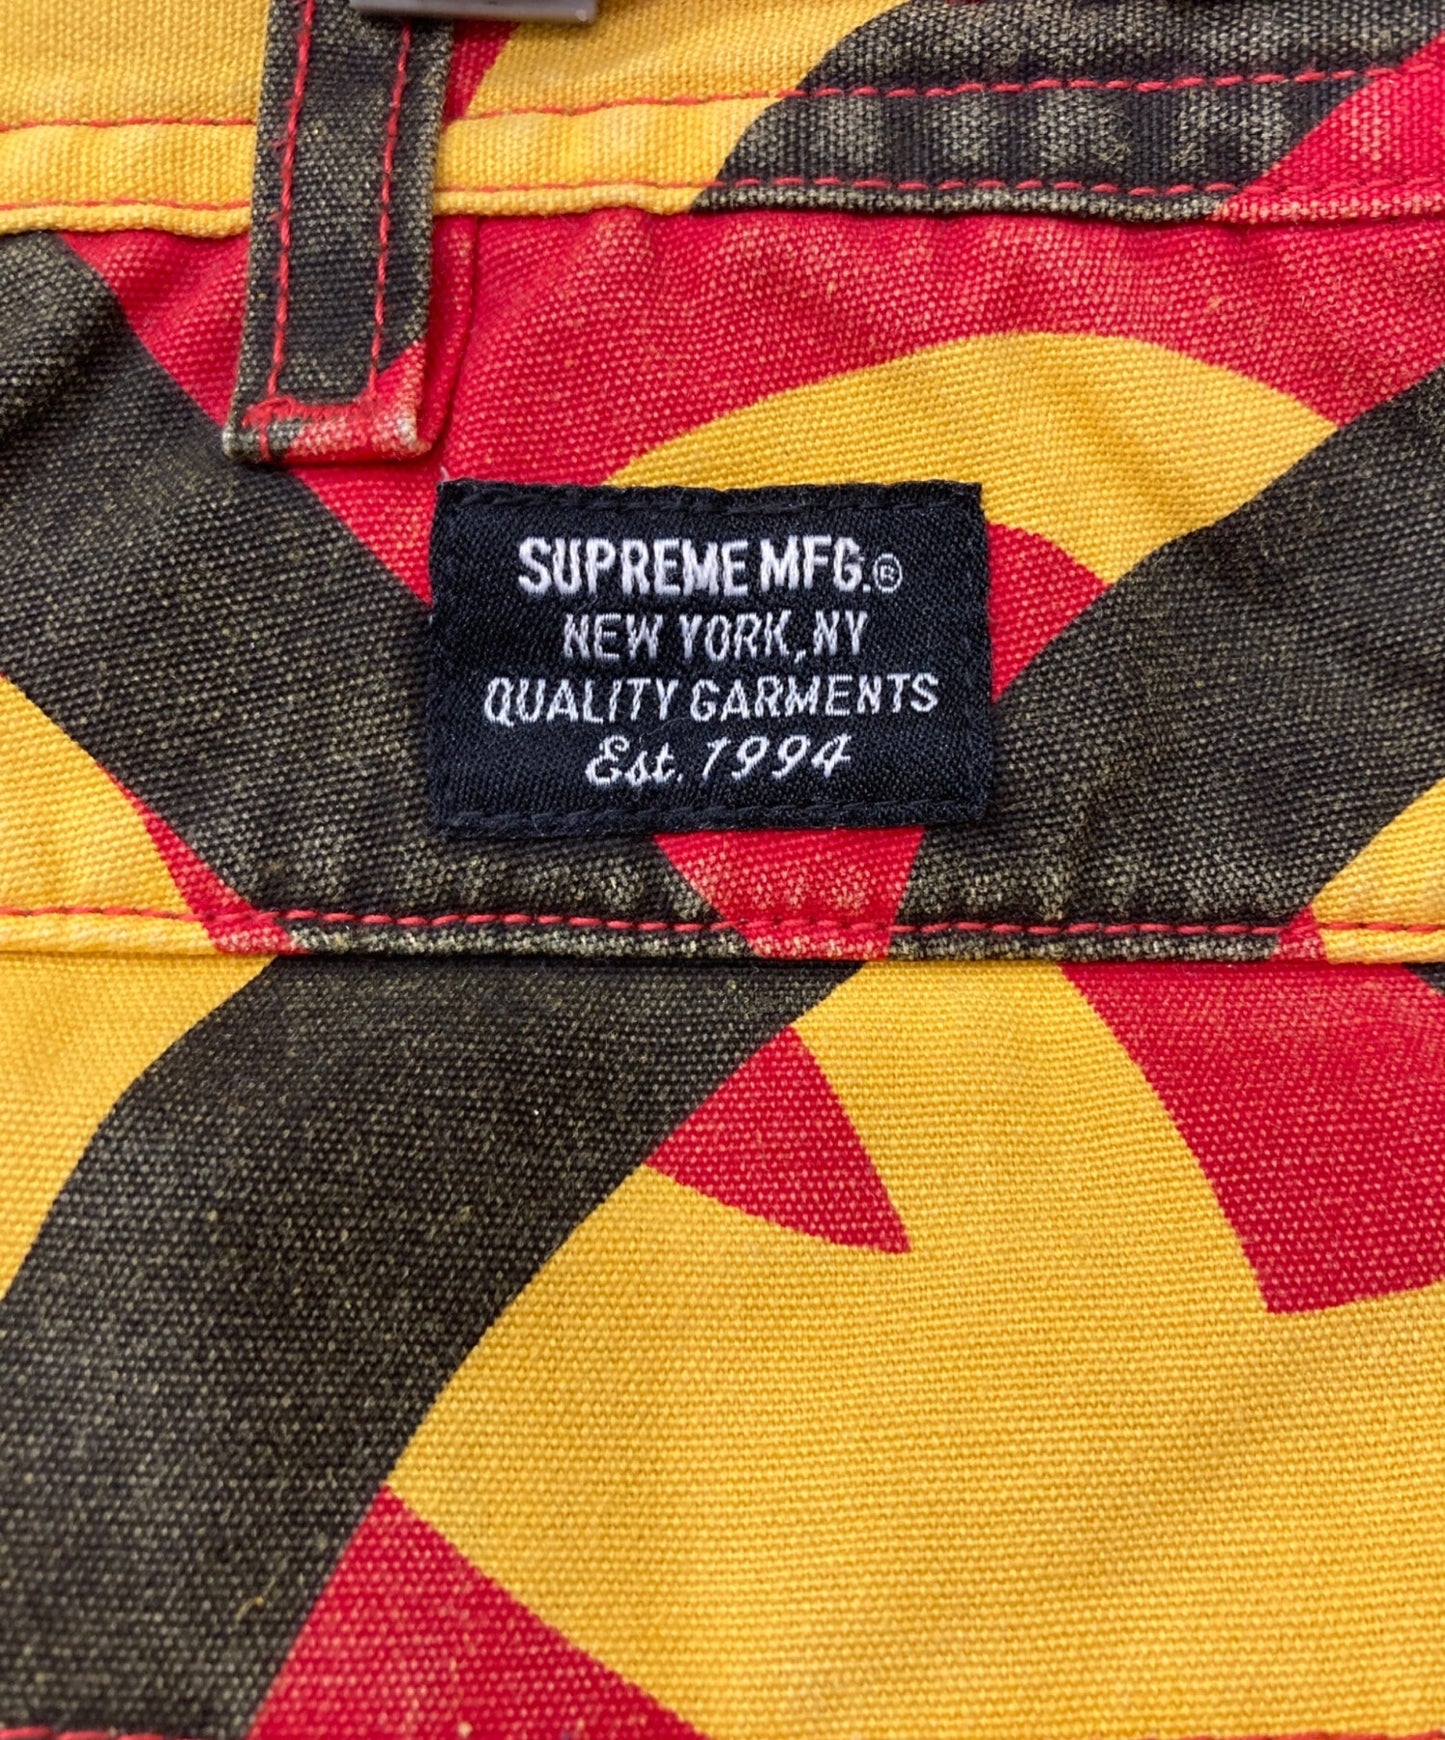 SUPREME MFG.®
NEW YORK, NY
QUALITY GARMENTS
Est. 1994